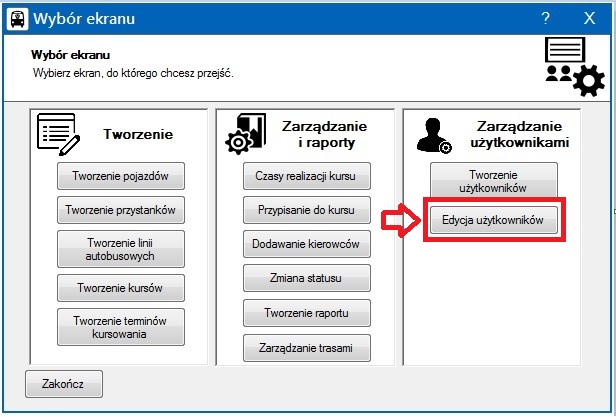 Wybór ekranu
? X
Wybór ekranu
Wybierz ekran, do którego chcesz przejść.
Tworzenie
Tworzenie pojazdów
Tworzenie przystanków
Tworzenie linii
autobusowych
Tworzenie kursów
Tworzenie terminów
kursowania
Zarządzanie
i raporty
Czasy realizacji kursu
Przypisanie do kursu
Dodawanie kierowców
Zmiana statusu
Tworzenie raportu
Zarządzanie trasami
Zarządzanie
użytkownikami
Tworzenie
użytkowników
Edycja użytkowników
Zakończ